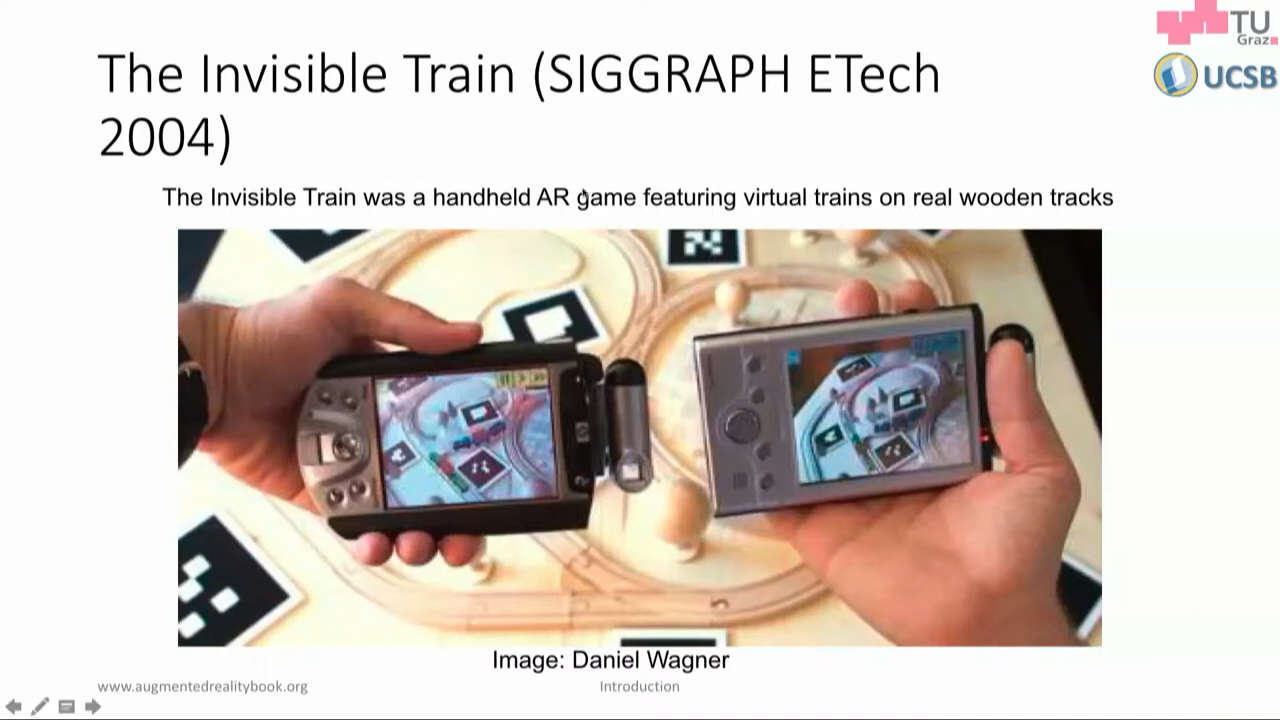 The Invisible Train (SIGGRAPH ETech
2004)
TU
Graz
UCSB
The Invisible Train was a handheld AR game featuring virtual trains on real wooden tracks
hp
Image: Daniel Wagner
www.augmentedrealitybook.org
Introduction